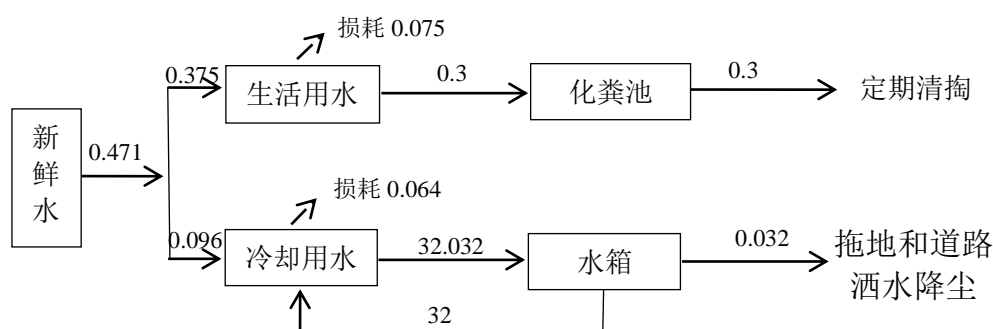 损耗 0.075
0.375
生活用水
0.3
化粪池
0.3
定期清掏
新鲜水
0.471
损耗 0.064
0.096
冷却用水
32.032
水箱
0.032
拖地和道路
洒水降尘
32